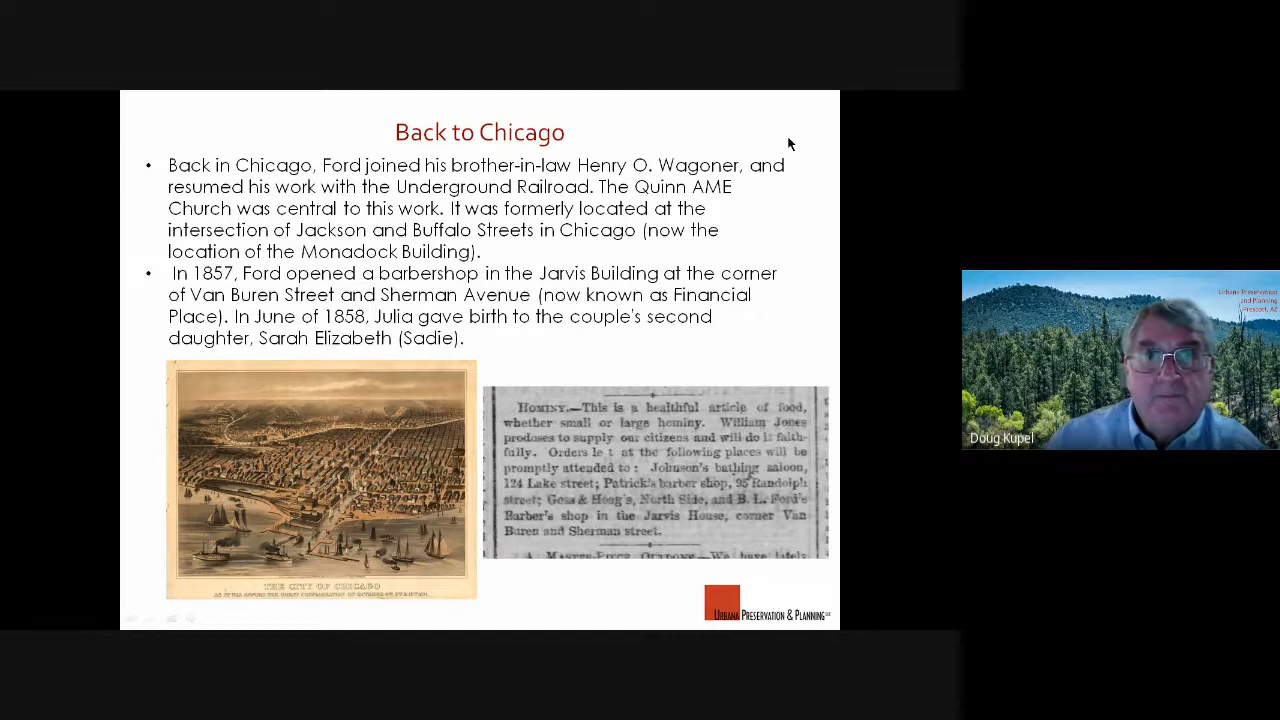 Back to Chicago
• Back in Chicago, Ford joined his brother-in-law Henry O. Wagoner, and
resumed his work with the Underground Railroad. The Quinn AME
Church was central to this work. It was formerly located at the
intersection of Jackson and Buffalo Streets in Chicago (now the
location of the Monadock Building).
• In 1857, Ford opened a barbershop in the Jarvis Building at the corner
of Van Buren Street and Sherman Avenue (now known as Financial
Place). In June of 1858, Julia gave birth to the couple's second
daughter, Sarah Elizabeth (Sadie).
THE CITY OF CHICAGO
HOMINY.—This is a healthful article of food,
whether small or large hominy. William Jones
prodoses to supply our citizens and will do it faith-
fully. Orders le t at the following places will be
promptly attended to: Johnson's bathing saloon,
124 Lake street; Patrick's barber shop, 95 Randolph
street; Goss & Hoag's, North Side, and B. L. Ford's
Barber's shop in the Jarvis House, corner Van
Buren and Sherman street.
URBANA PRESERVATION & PLANNING LLC
Urbana Preservation
and Planning
Prescott, AZ
Doug Kupel